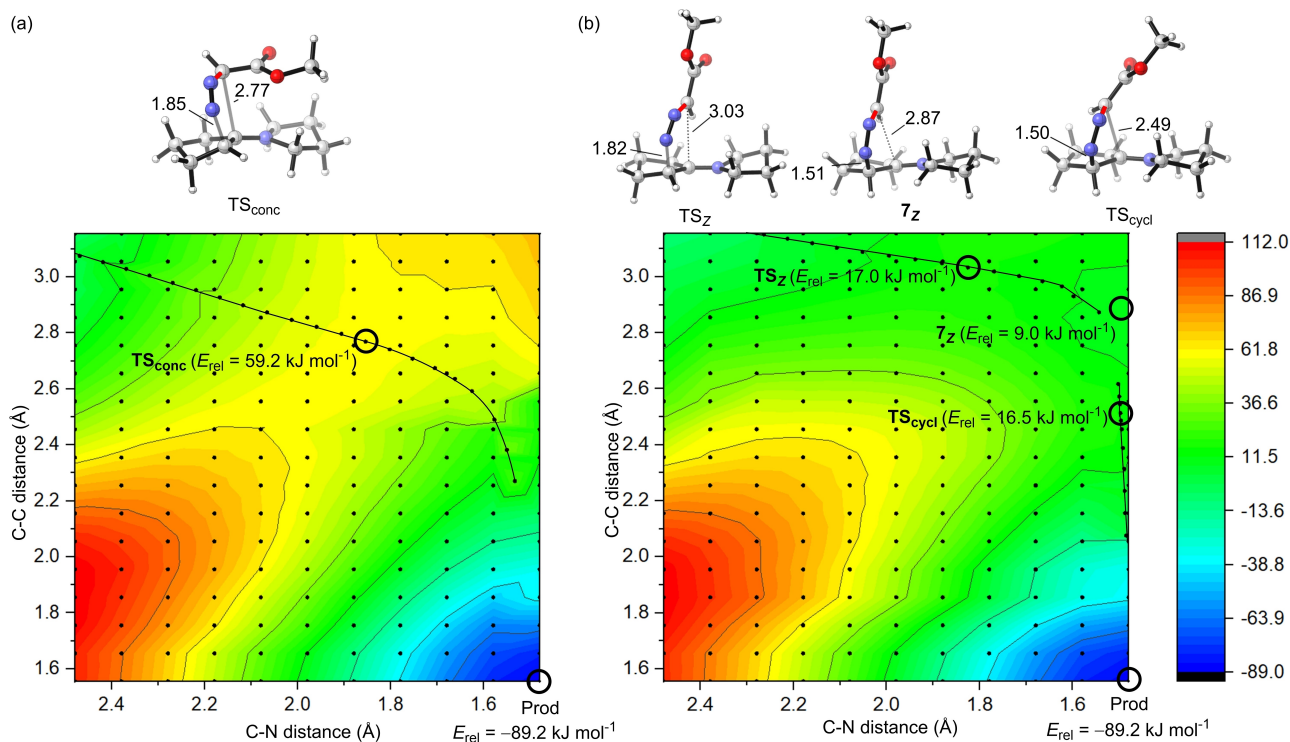 (a)
2.77
1.85
TSconc
(b)
3.03
1.82
TSZ
2.87
1.51
7Z
2.49
1.50
TScycl
3.0
2.8
2.6
2.4
2.2
2.0
1.8
1.6
C-C distance (Å)
TSconc (Erel = 59.2 kJ mol−1)
2.4 2.2 2.0 1.8 1.6
C-N distance (Å)
Prod
Erel = −89.2 kJ mol−1
3.0
2.8
2.6
2.4
2.2
2.0
1.8
1.6
C-C distance (Å)
TSZ (Erel = 17.0 kJ mol−1)
7Z (Erel = 9.0 kJ mol−1)
TScycl (Erel = 16.5 kJ mol−1)
2.4 2.2 2.0 1.8 1.6
C-N distance (Å)
Prod
Erel = −89.2 kJ mol−1
112.0
86.9
61.8
36.6
11.5
-13.6
-38.8
-63.9
-89.0